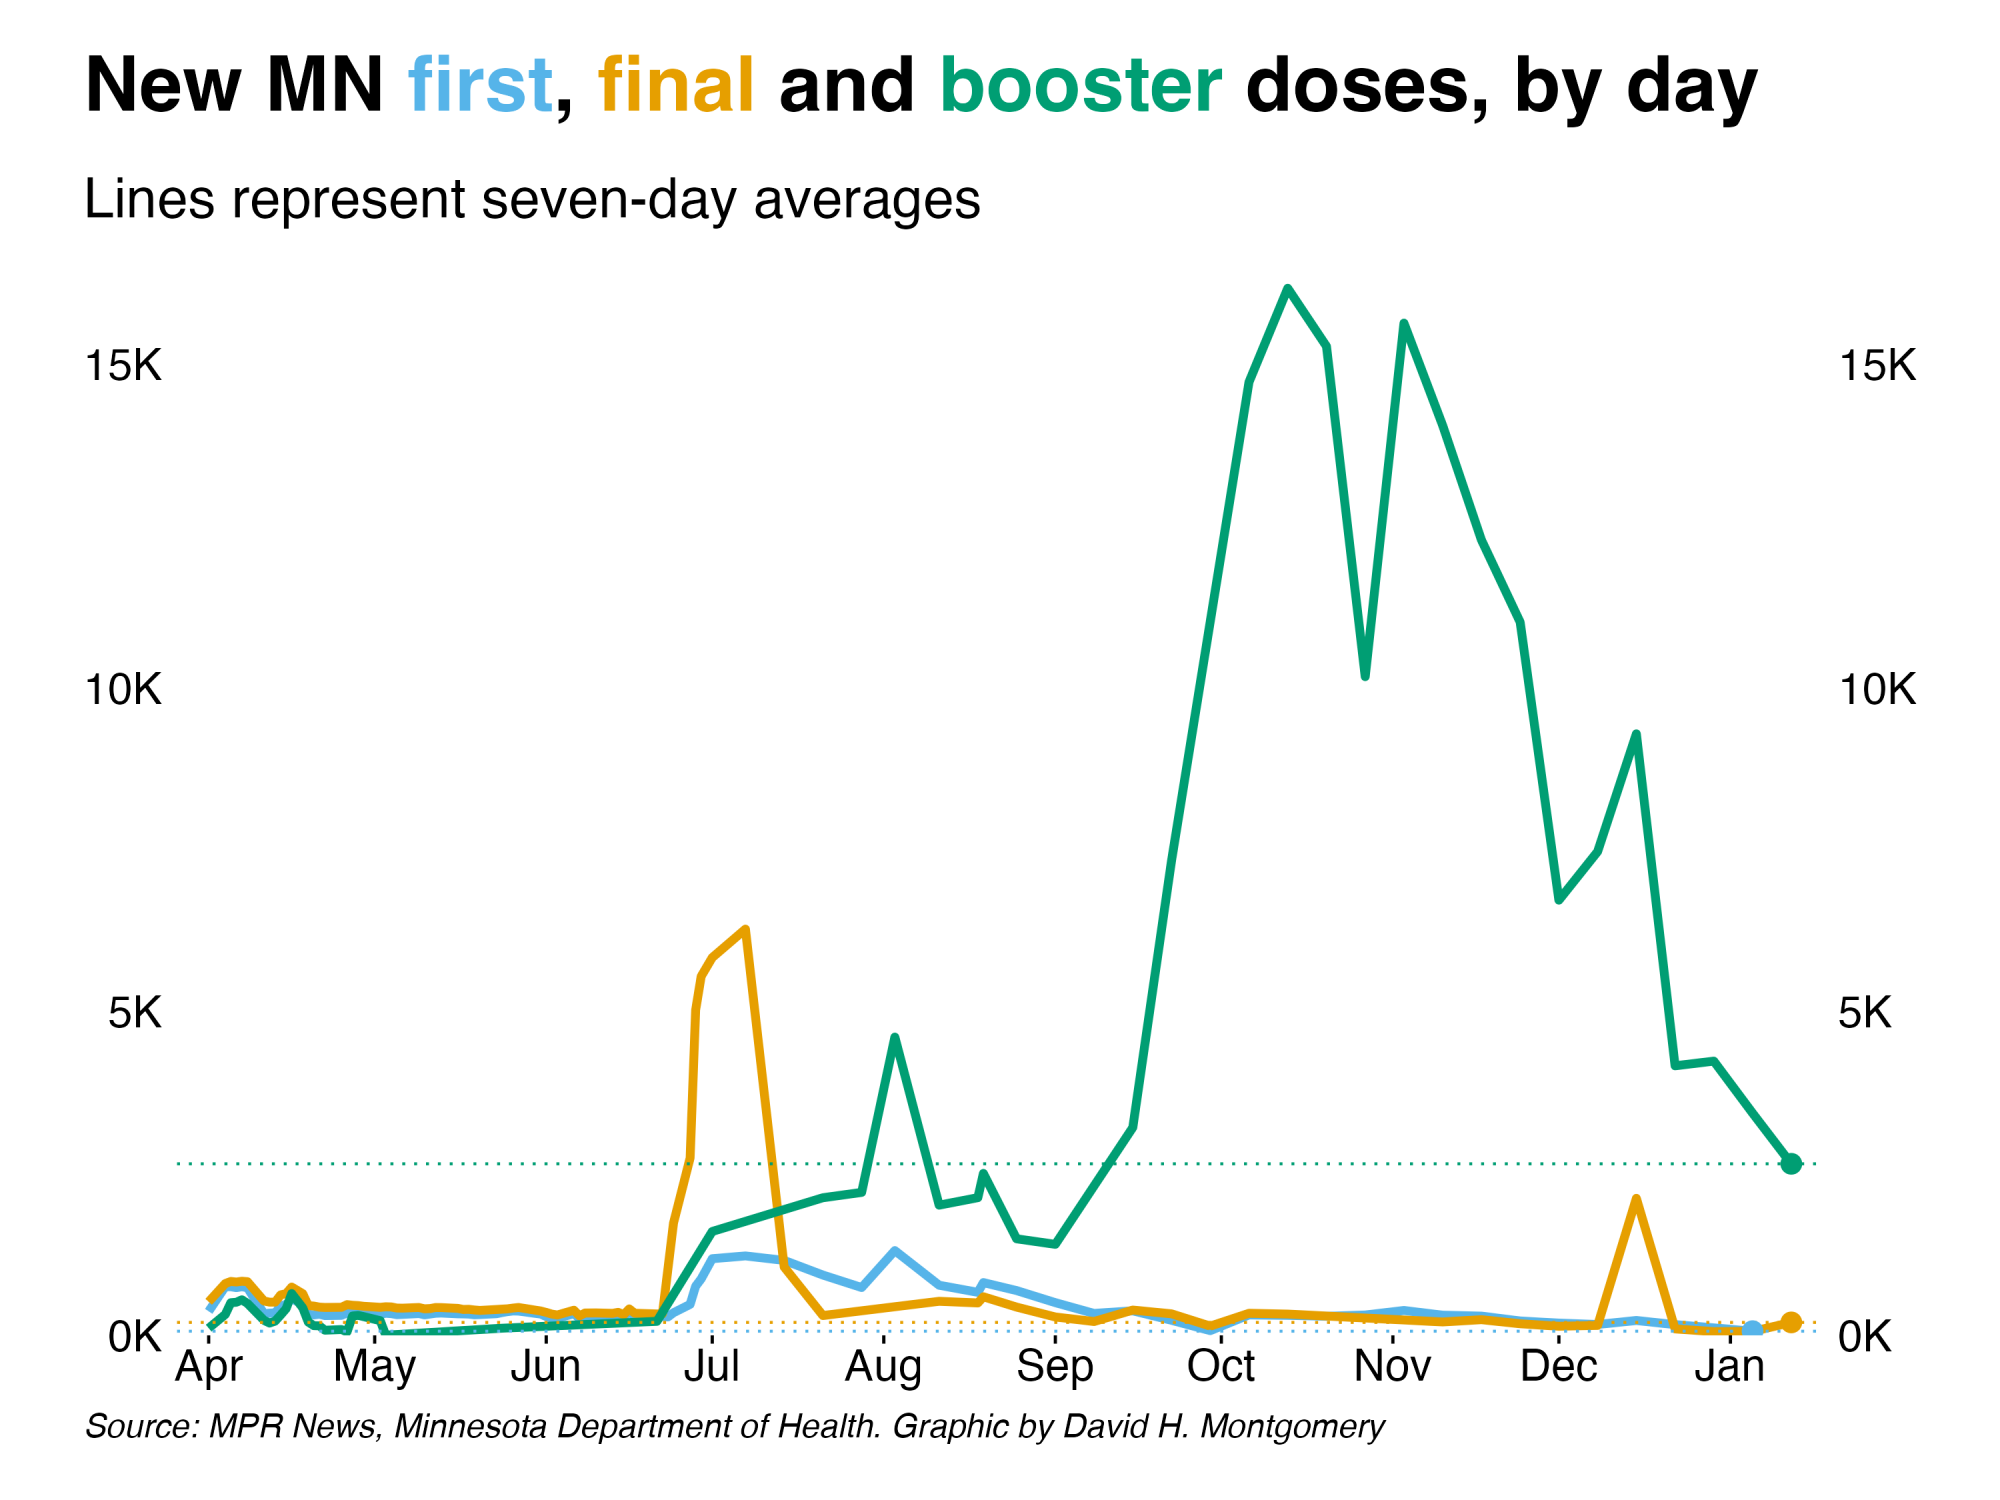 New MN first, final and booster doses, by day
Lines represent seven-day averages
15K 15K
10K 10K
5K 5K
0K 0K
Apr May Jun Jul Aug Sep Oct Nov Dec Jan
Source: MPR News, Minnesota Department of Health. Graphic by David H. Montgomery